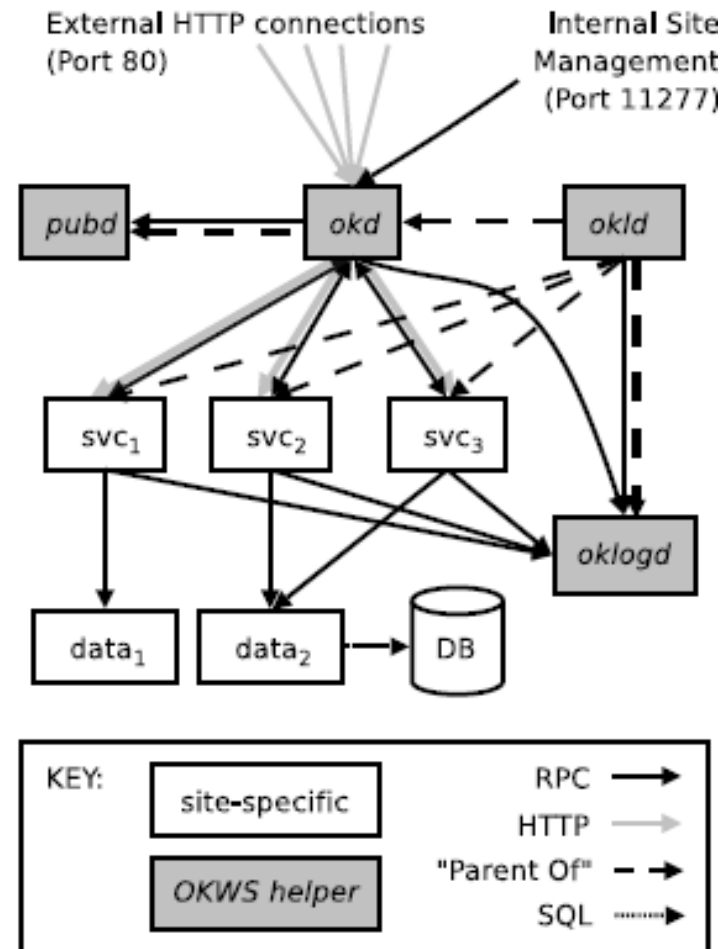 External HTTP connections
(Port 80)
Internal Site
Management
(Port 11277)
pubd
okd
okld
svc₁
svc₂
svc₃
oklogd
data₁
data₂
DB
KEY:
site-specific
OKWS helper
RPC
HTTP
"Parent Of"
SQL